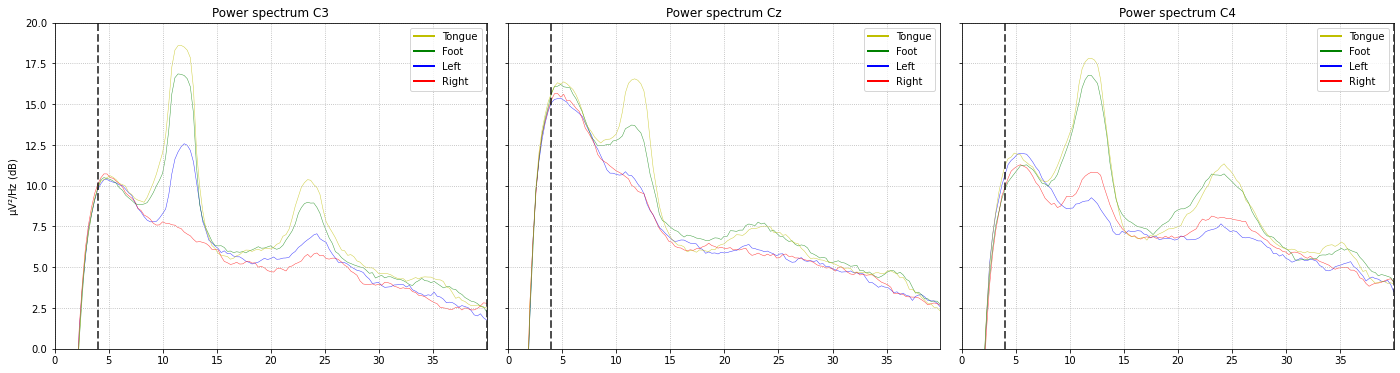 Power spectrum C3
Power spectrum Cz
Power spectrum C4
µV²/Hz (dB)
20.0
17.5
15.0
12.5
10.0
7.5
5.0
2.5
0.0
Tongue
Foot
Left
Right
Tongue
Foot
Left
Right
Tongue
Foot
Left
Right
0 5 10 15 20 25 30 35
0 5 10 15 20 25 30 35
0 5 10 15 20 25 30 35